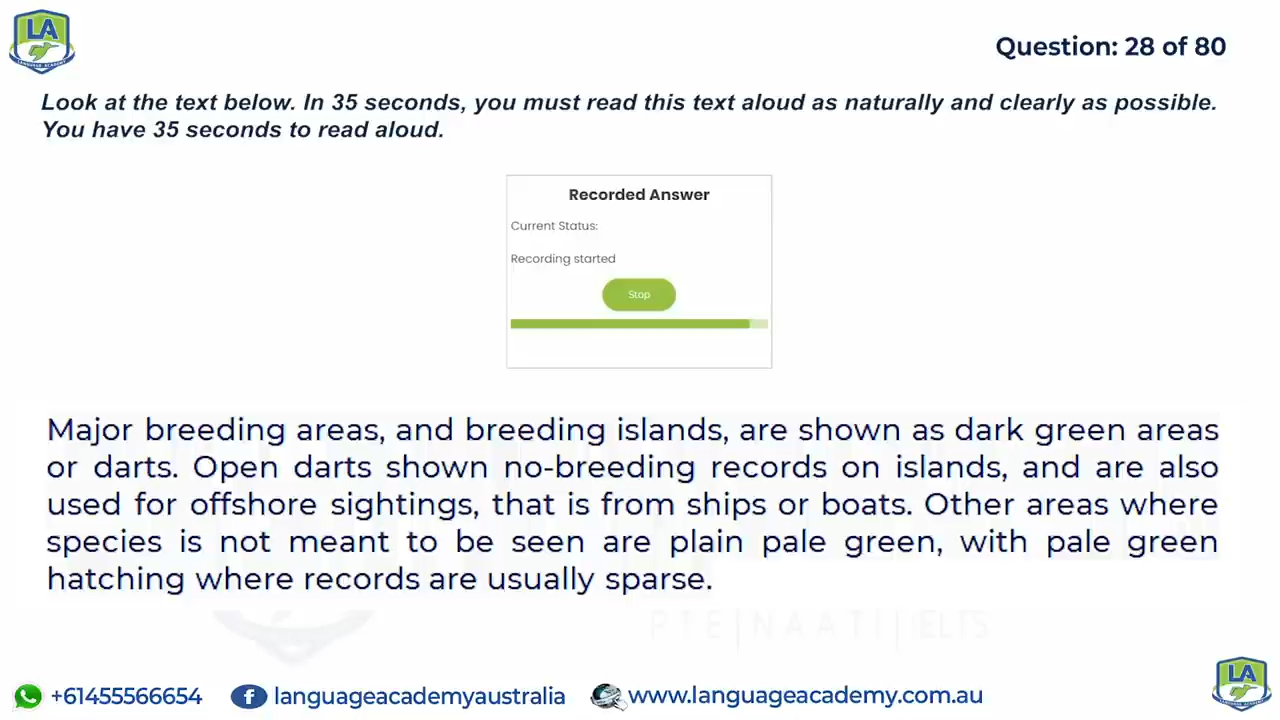 LA
LANGUAGE ACADEMY
Question: 28 of 80
Look at the text below. In 35 seconds, you must read this text aloud as naturally and clearly as possible.
You have 35 seconds to read aloud.
Recorded Answer
Current Status:
Recording started
Stop
Major breeding areas, and breeding islands, are shown as dark green areas
or darts. Open darts shown no-breeding records on islands, and are also
used for offshore sightings, that is from ships or boats. Other areas where
species is not meant to be seen are plain pale green, with pale green
hatching where records are usually sparse.
PTE|NAATI|IELTS
+61455566654
languageacademyaustralia
www.languageacademy.com.au
LA